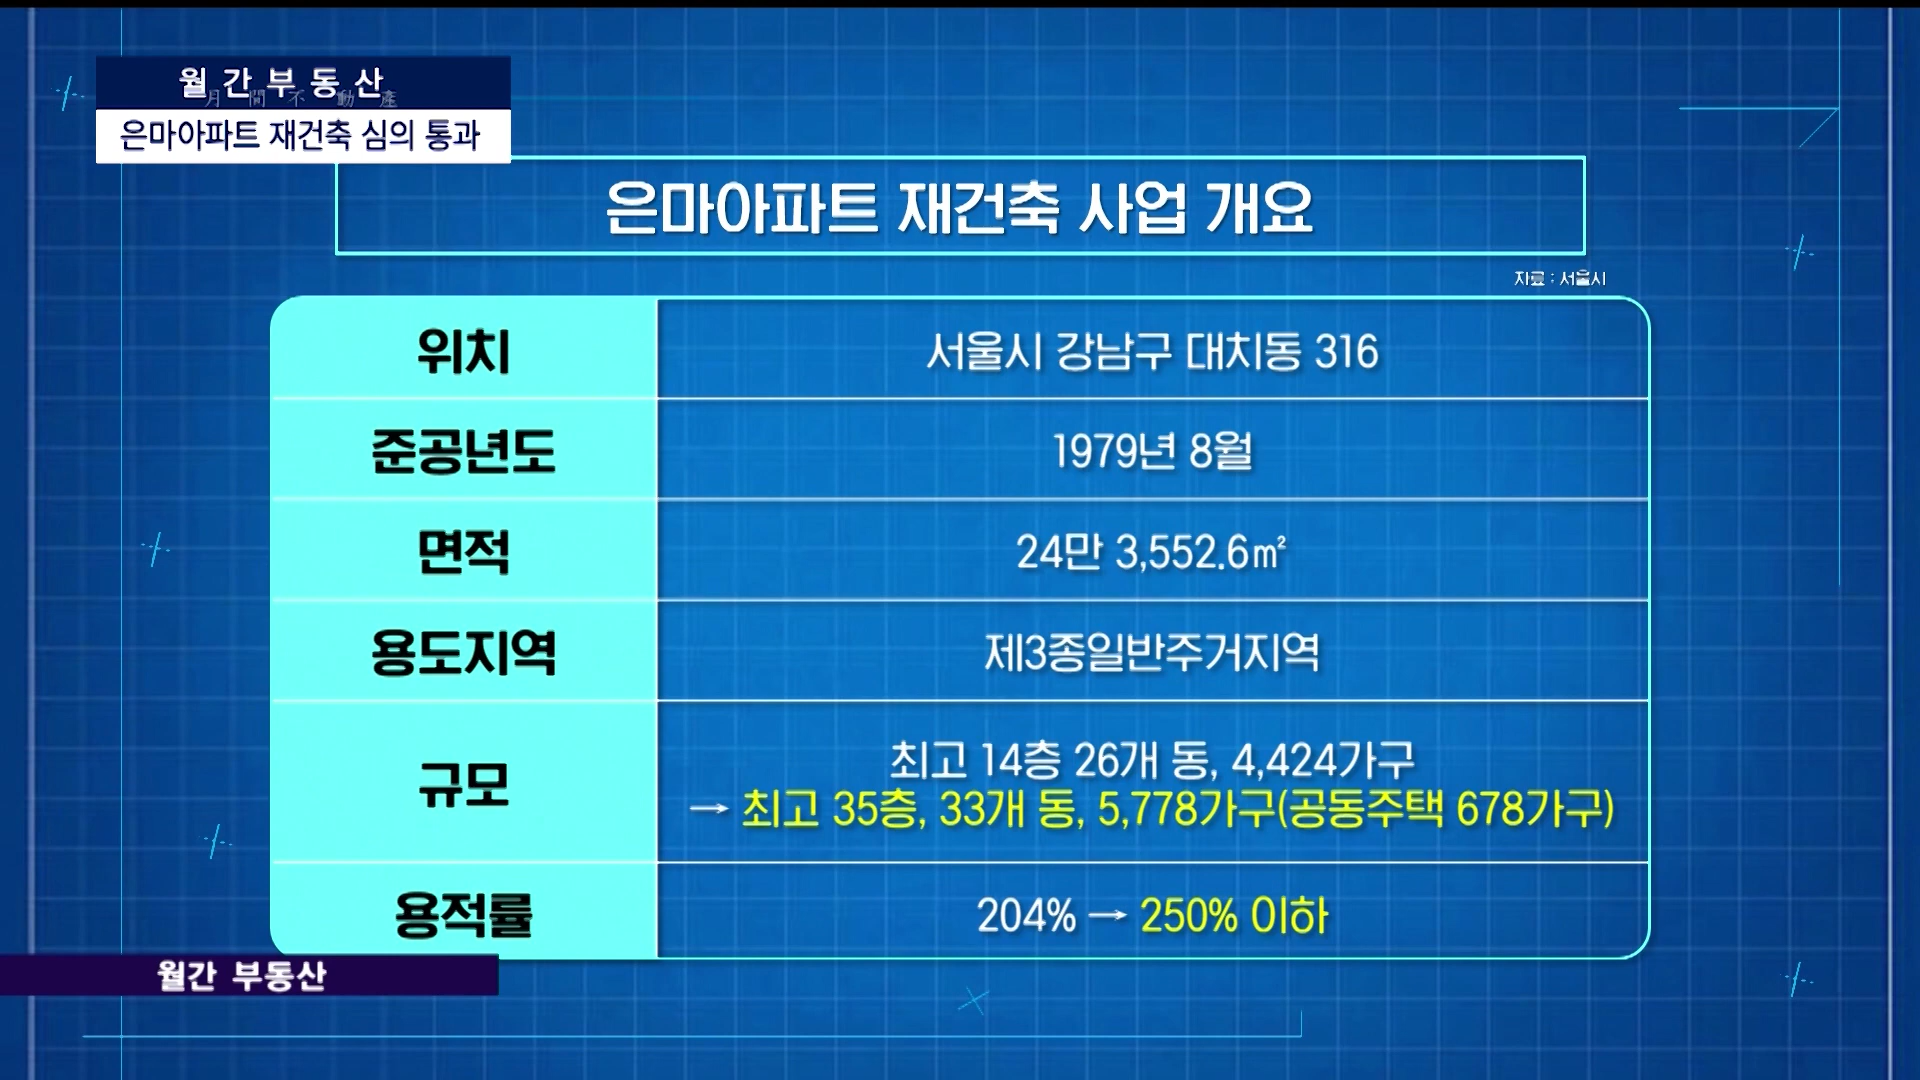 월간부동산
月間不動産
은마아파트 재건축 심의 통과
은마아파트 재건축 사업 개요
자료 : 서울시
위치
서울시 강남구 대치동 316
준공년도
1979년 8월
면적
24만 3,552.6㎡
용도지역
제3종일반주거지역
규모
최고 14층 26개 동, 4,424가구
→ 최고 35층, 33개 동, 5,778가구(공동주택 678가구)
용적률
204% → 250% 이하
월간 부동산